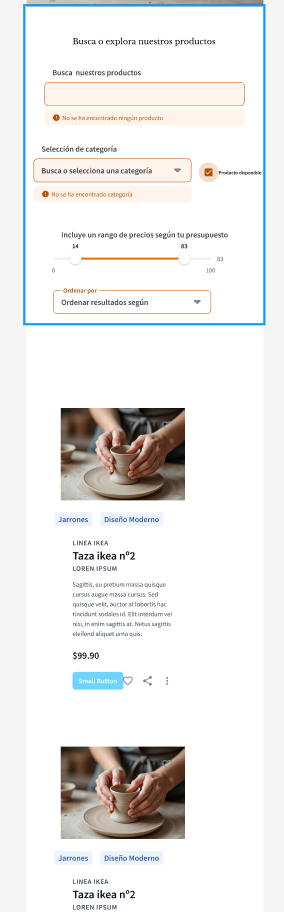 Busca o explora nuestros productos
Busca nuestros productos
No se ha encontrado ningún producto
Selección de categoría
Busca o selecciona una categoría
Producto disponible
No se ha encontrado categoría
Incluye un rango de precios según tu presupuesto
14 83
83
0 100
Ordenar por
Ordenar resultados según
Jarrones Diseño Moderno
LINEA IKEA
Taza ikea nº2
LOREN IPSUM
Sagittis, eu pretium massa quisque
cursus augue massa cursus. Sed
quisque velit, auctor at lobortis hac
tincidunt sodales id. Elit interdum vel
nisi, in enim sagittis at. Netus sagittis
eleifend aliquet urna quis.
$99.90
Small Button
Jarrones Diseño Moderno
LINEA IKEA
Taza ikea nº2
LOREN IPSUM